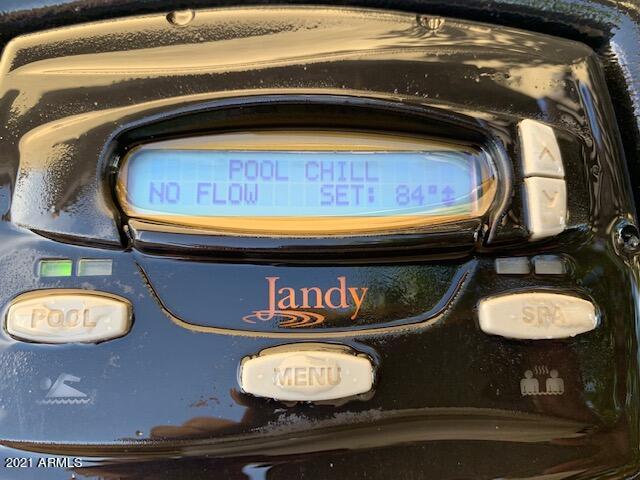 POOL CHILL
NO FLOW SET: 84°
Jandy
POOL
SPA
MENU
2021 ARMLS